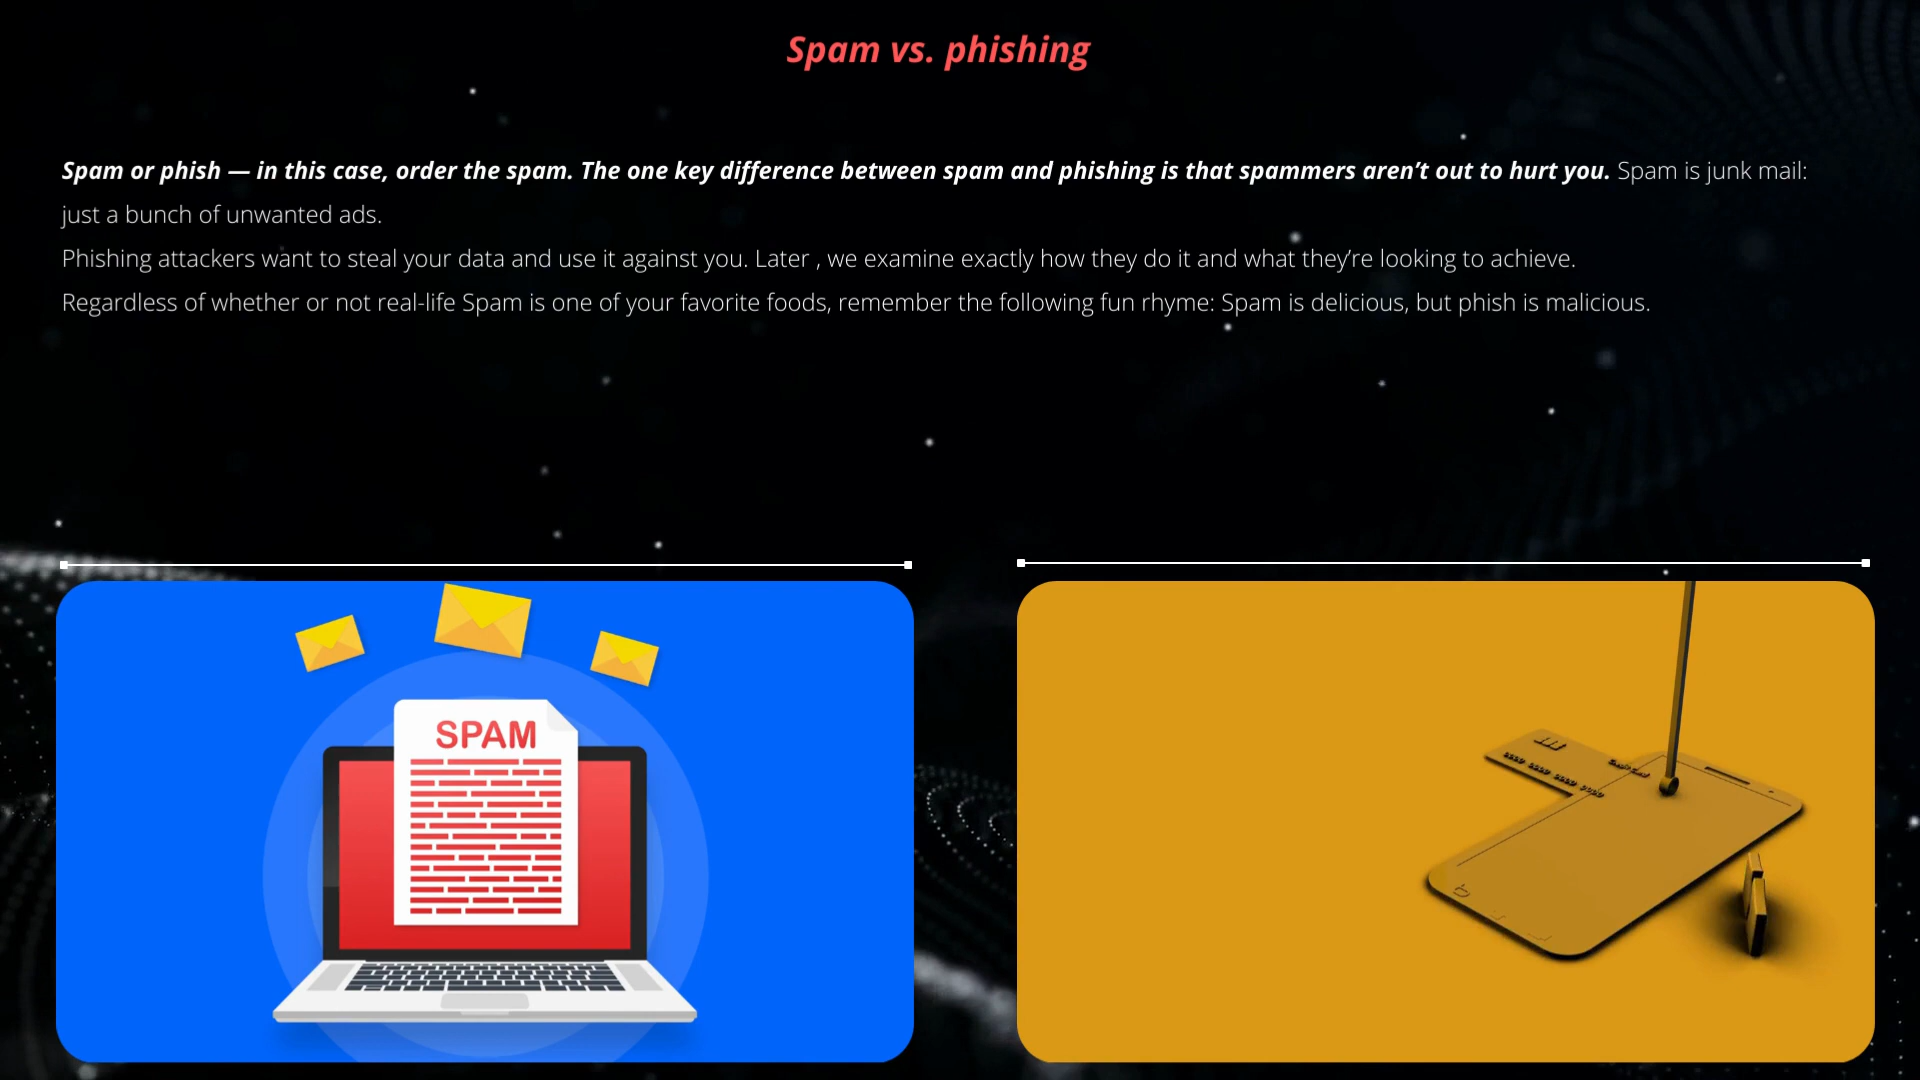 Spam vs. phishing
Spam or phish — in this case, order the spam. The one key difference between spam and phishing is that spammers aren’t out to hurt you. Spam is junk mail:
just a bunch of unwanted ads.
Phishing attackers want to steal your data and use it against you. Later , we examine exactly how they do it and what they’re looking to achieve.
Regardless of whether or not real-life Spam is one of your favorite foods, remember the following fun rhyme: Spam is delicious, but phish is malicious.
SPAM